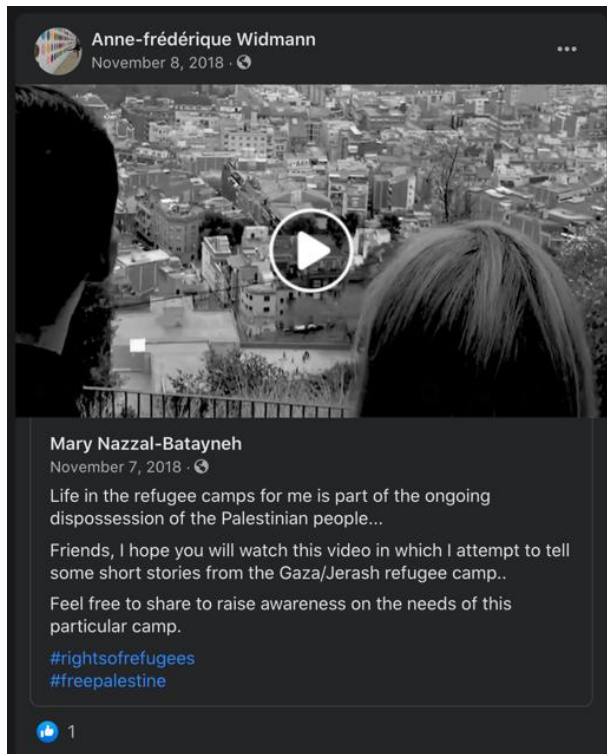 Anne-frédérique Widmann
November 8, 2018 ·
Mary Nazzal-Batayneh
November 7, 2018 ·
Life in the refugee camps for me is part of the ongoing
dispossession of the Palestinian people...
Friends, I hope you will watch this video in which I attempt to tell
some short stories from the Gaza/Jerash refugee camp..
Feel free to share to raise awareness on the needs of this
particular camp.
#rightsofrefugees
#freepalestine
1